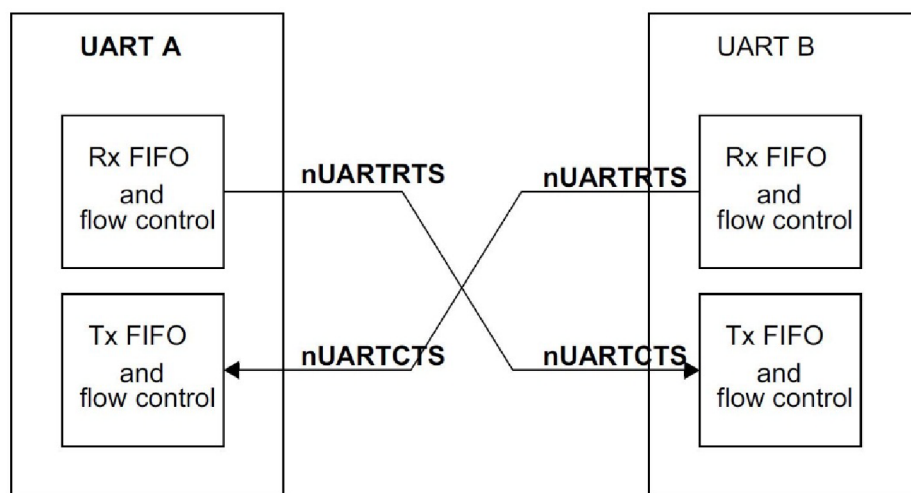 UART A
UART B
Rx FIFO
and
flow control
nUARTRTS
nUARTRTS
Rx FIFO
and
flow control
Tx FIFO
and
flow control
nUARTCTS
nUARTCTS
Tx FIFO
and
flow control